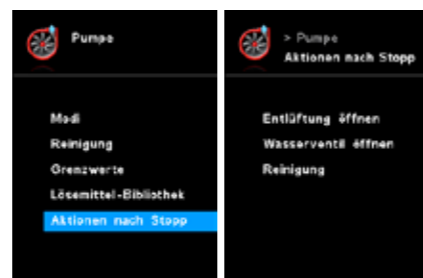 Pumpe
Modi
Reinigung
Grenzwerte
Lösemittel-Bibliothek
Aktionen nach Stopp
> Pumpe
Aktionen nach Stopp
Entlüftung öffnen
Wasserventil öffnen
Reinigung